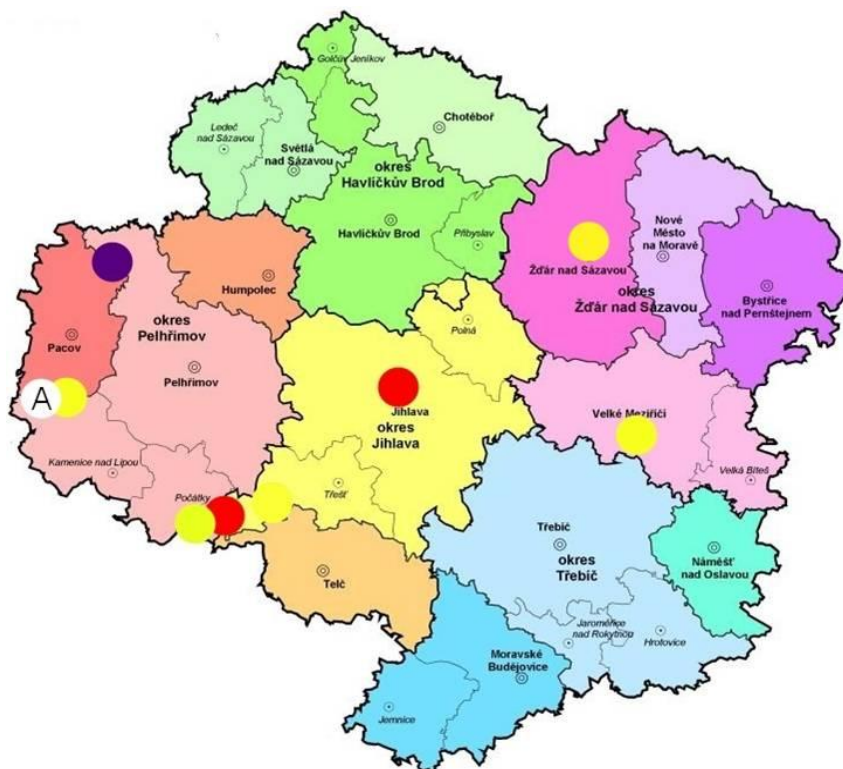 Golčův Jeníkov
Chotěboř
Ledeč
nad Sázavou
Světlá
nad Sázavou
okres
Havlíčkův Brod
Havlíčkův Brod
Přibyslav
Nové
Město
na Moravě
Žďár nad Sázavou
okres
Žďár nad Sázavou
Bystřice
nad Pernštejnem
Humpolec
okres
Pelhřimov
Pacov
Pelhřimov
Polná
A
Jihlava
okres
Jihlava
Velké Meziříčí
Velká Bíteš
Kamenice nad Lipou
Počátky
Třešť
Telč
Třebíč
okres
Třebíč
Náměšť
nad Oslavou
Jaroměřice
nad Rokytnou
Hrotovice
Moravské
Budějovice
Jemnice